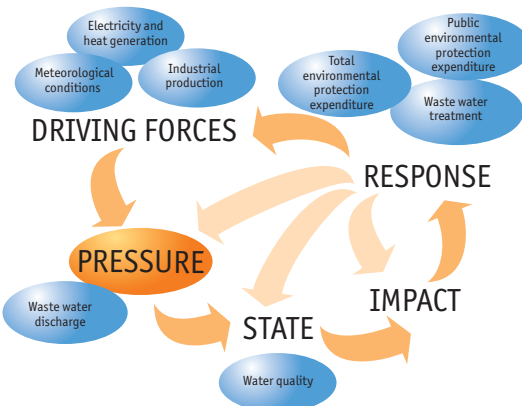 Electricity and
heat generation
Meteorological
conditions
Industrial
production
DRIVING FORCES
Public
environmental
protection
expenditure
Total
environmental
protection
expenditure
Waste water
treatment
RESPONSE
PRESSURE
Waste water
discharge
IMPACT
STATE
Water quality